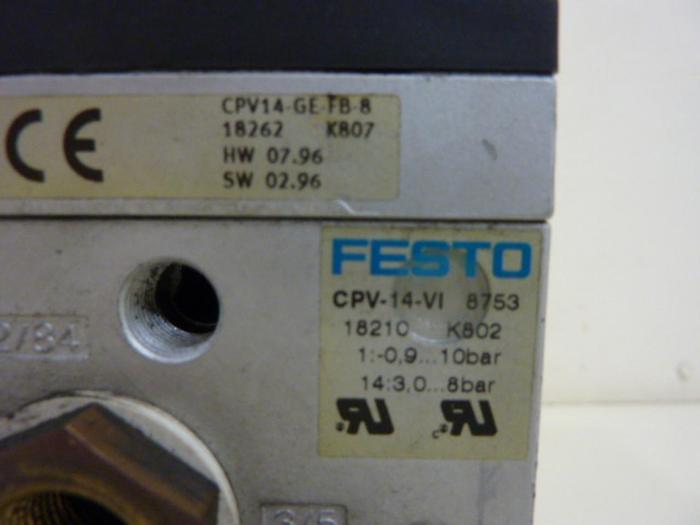 CE
CPV14-GE-FB-8
18262 K807
HW 07.96
SW 02.96
FESTO
CPV-14-VI 8753
18210 K802
1:-0,9...10bar
14:3,0...8bar
2/84
3/5